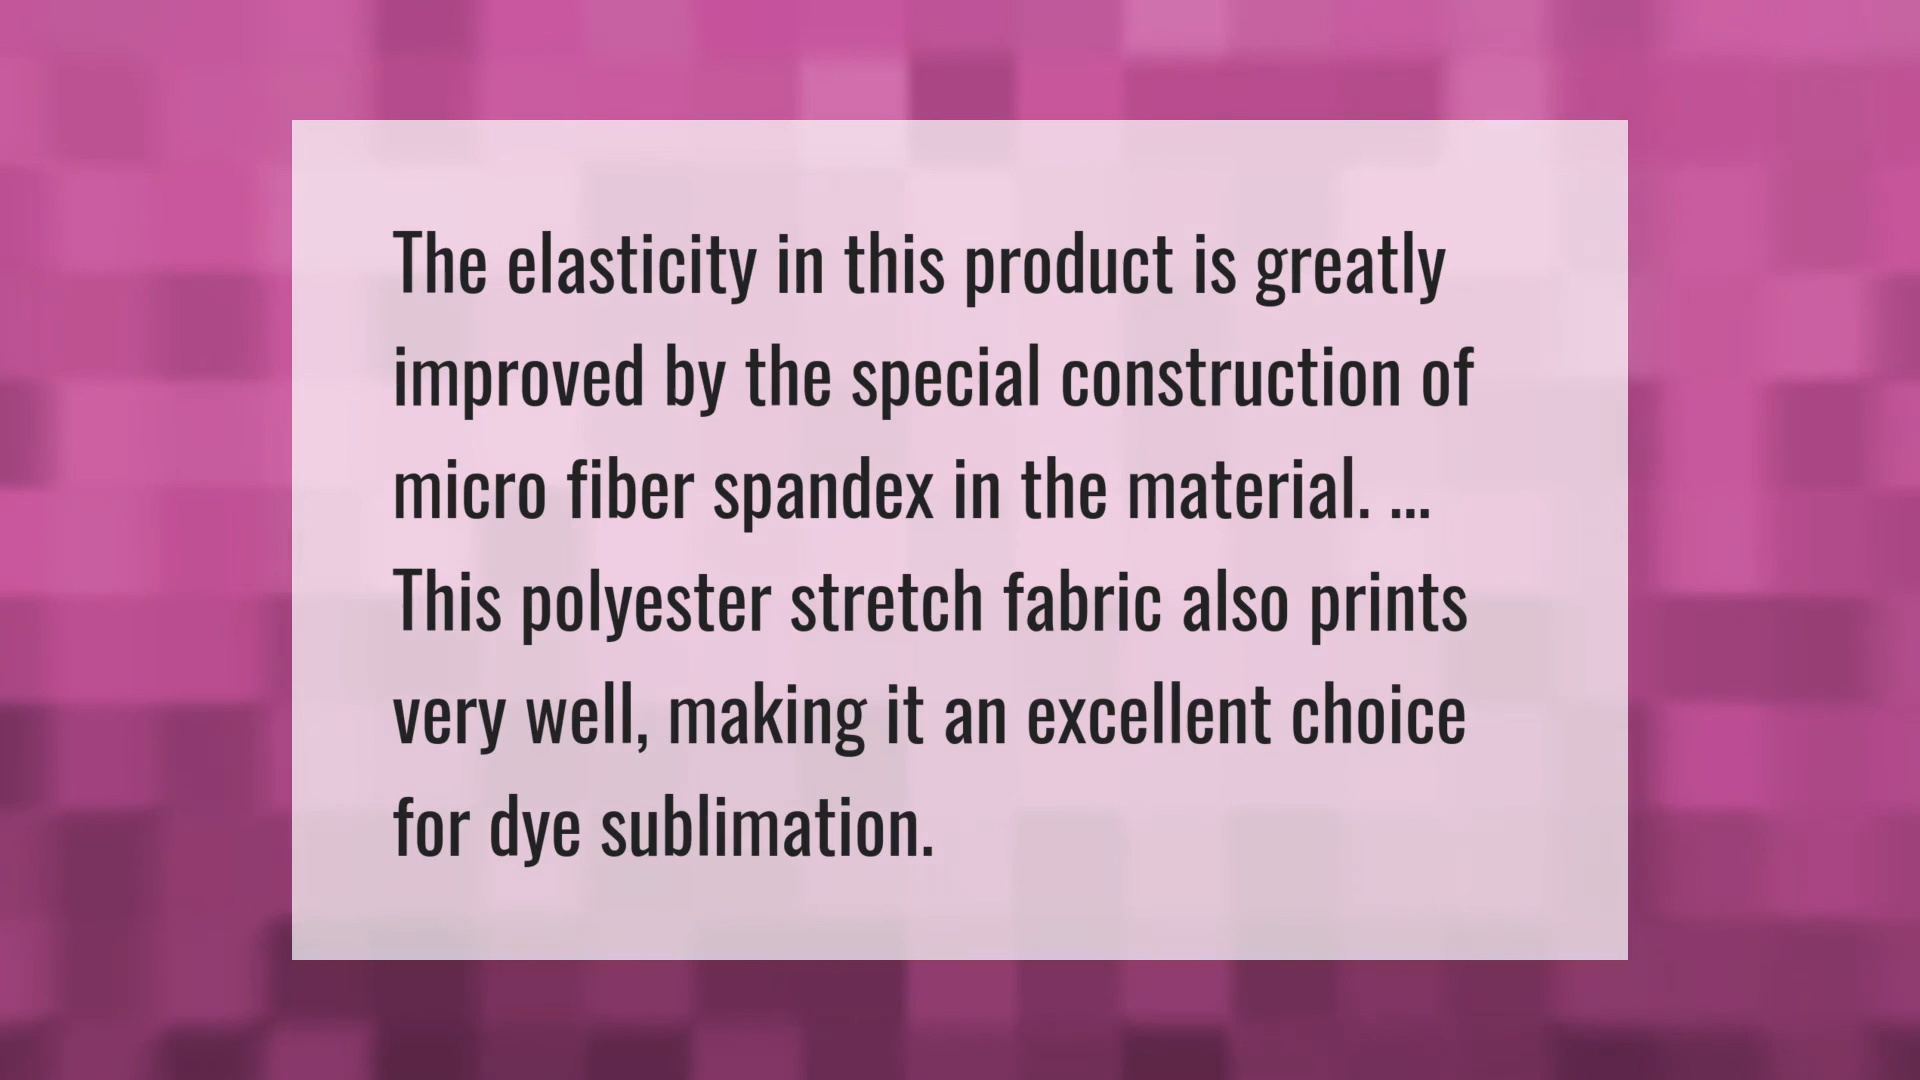 The elasticity in this product is greatly
improved by the special construction of
micro fiber spandex in the material. ...
This polyester stretch fabric also prints
very well, making it an excellent choice
for dye sublimation.